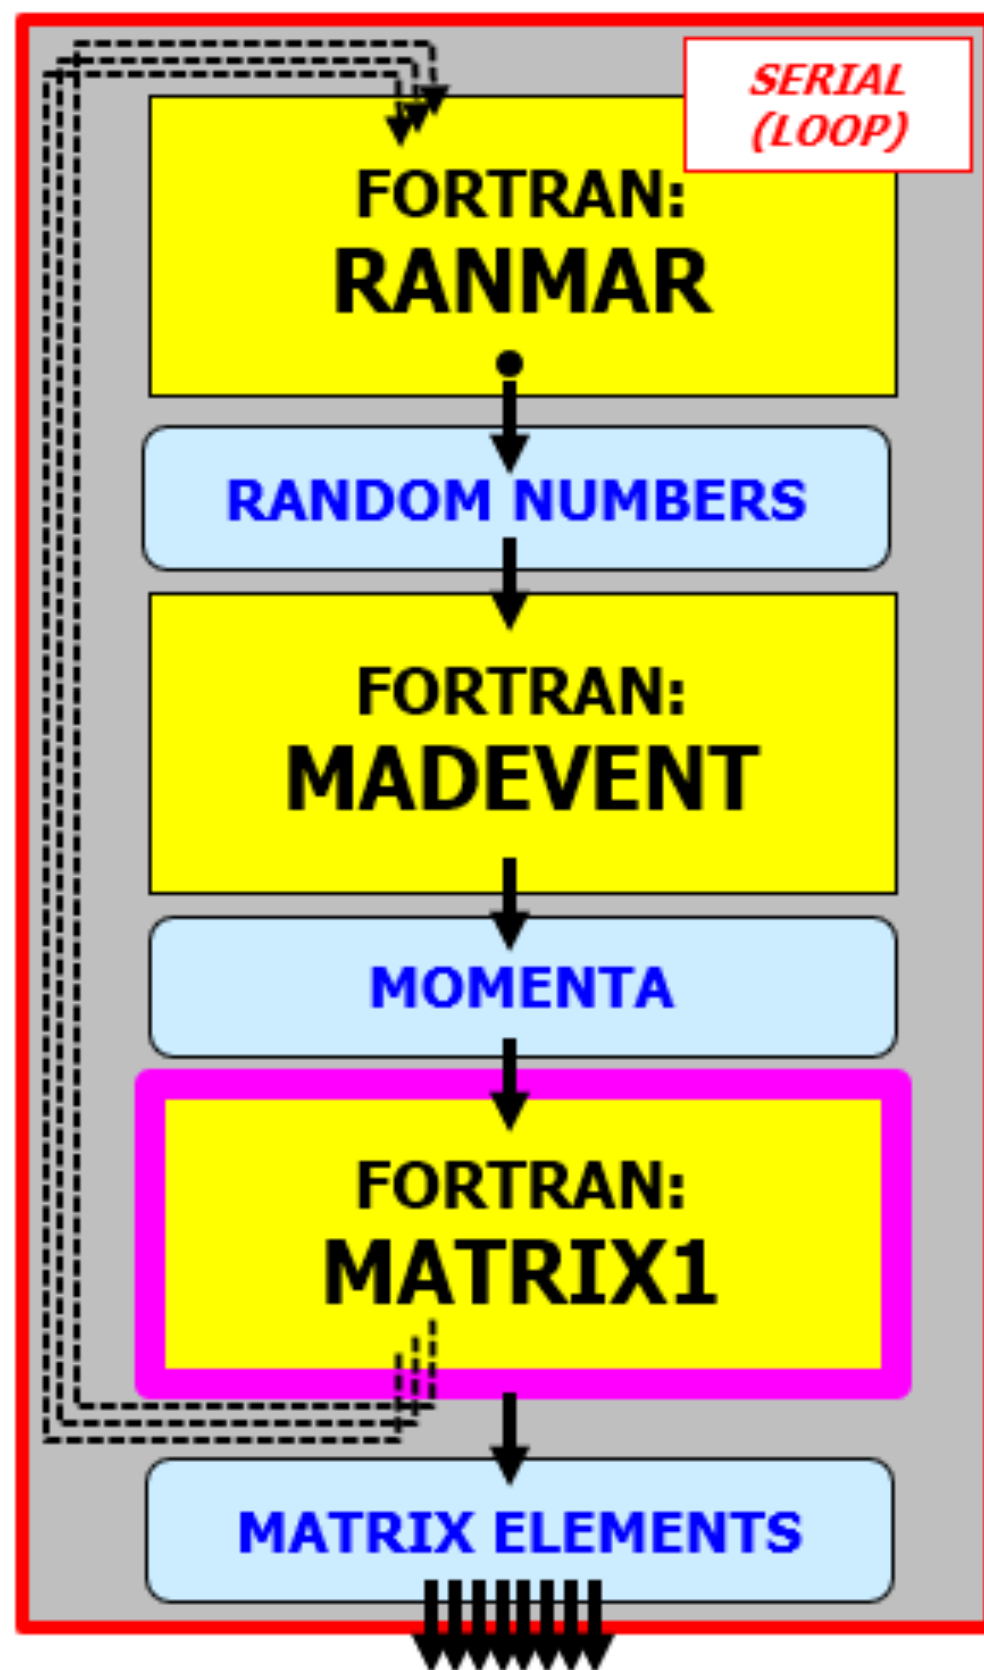 SERIAL
(LOOP)
FORTRAN:
RANMAR
RANDOM NUMBERS
FORTRAN:
MADEVENT
MOMENTA
FORTRAN:
MATRIX1
MATRIX ELEMENTS